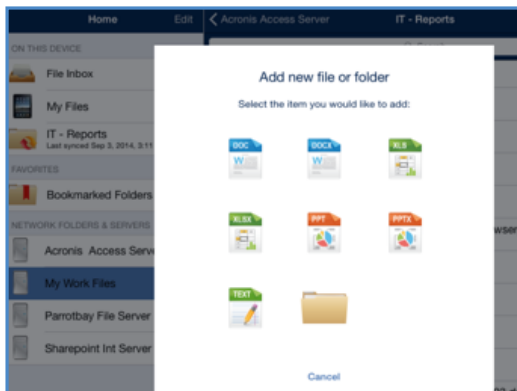 Home
Edit
Acronis Access Server
IT - Reports
ON THIS DEVICE
File Inbox
My Files
IT - Reports
Last synced Sep 3, 2014, 3:11
FAVORITES
Bookmarked Folders
NETWORK FOLDERS & SERVERS
Acronis Access Serv
My Work Files
Parrotbay File Server
Sharepoint Int Server
Add new file or folder
Select the item you would like to add:
DOC
DOCX
XLS
XLSX
PPT
PPTX
TEXT
Cancel